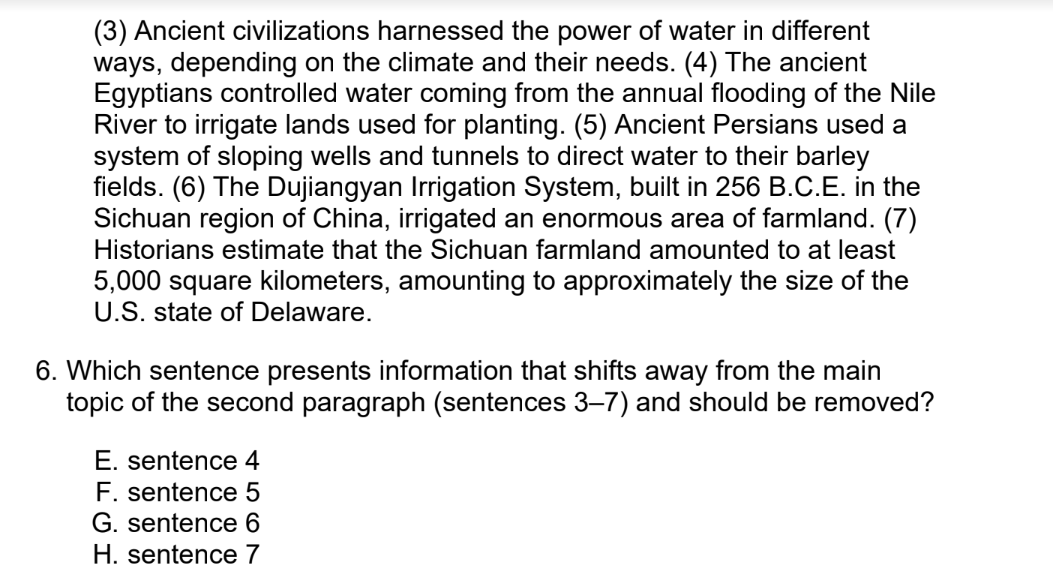 (3) Ancient civilizations harnessed the power of water in different
ways, depending on the climate and their needs. (4) The ancient
Egyptians controlled water coming from the annual flooding of the Nile
River to irrigate lands used for planting. (5) Ancient Persians used a
system of sloping wells and tunnels to direct water to their barley
fields. (6) The Dujiangyan Irrigation System, built in 256 B.C.E. in the
Sichuan region of China, irrigated an enormous area of farmland. (7)
Historians estimate that the Sichuan farmland amounted to at least
5,000 square kilometers, amounting to approximately the size of the
U.S. state of Delaware.
6. Which sentence presents information that shifts away from the main
topic of the second paragraph (sentences 3–7) and should be removed?
E. sentence 4
F. sentence 5
G. sentence 6
H. sentence 7